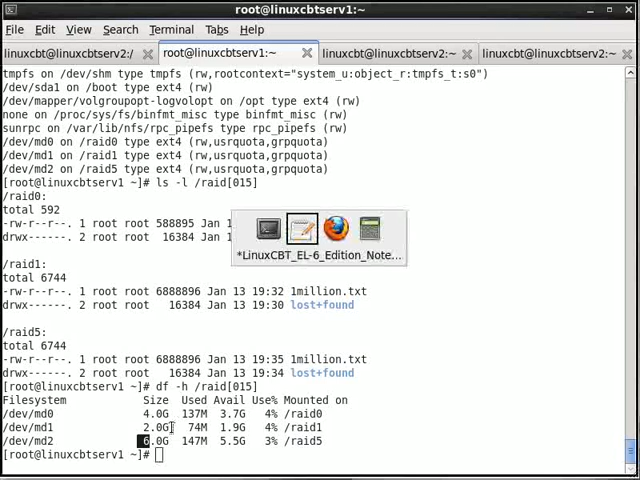 root@linuxcbtserv1:~
File Edit View Search Terminal Tabs Help
linuxcbt@linuxcbtserv2:/ root@linuxcbtserv1:~ linuxcbt@linuxcbtserv2:~ linuxcbt@linuxcbtserv2:~
tmpfs on /dev/shm type tmpfs (rw,rootcontext="system_u:object_r:tmpfs_t:s0")
/dev/sda1 on /boot type ext4 (rw)
/dev/mapper/volgroupopt-logvolopt on /opt type ext4 (rw)
none on /proc/sys/fs/binfmt_misc type binfmt_misc (rw)
sunrpc on /var/lib/nfs/rpc_pipefs type rpc_pipefs (rw)
/dev/md0 on /raid0 type ext4 (rw,usrquota,grpquota)
/dev/md1 on /raid1 type ext4 (rw,usrquota,grpquota)
/dev/md2 on /raid5 type ext4 (rw,usrquota,grpquota)
[root@linuxcbtserv1 ~]# ls -l /raid[015]
/raid0:
total 592
-rw-r--r--. 1 root root 588895 Jan 1
drwx------. 2 root root 16384 Jan 1
*LinuxCBT_EL-6_Edition_Note...
/raid1:
total 6744
-rw-r--r--. 1 root root 6888896 Jan 13 19:32 1million.txt
drwx------. 2 root root 16384 Jan 13 19:30 lost+found
/raid5:
total 6744
-rw-r--r--. 1 root root 6888896 Jan 13 19:35 1million.txt
drwx------. 2 root root 16384 Jan 13 19:34 lost+found
[root@linuxcbtserv1 ~]# df -h /raid[015]
Filesystem Size Used Avail Use% Mounted on
/dev/md0 4.0G 137M 3.7G 4% /raid0
/dev/md1 2.0G 74M 1.9G 4% /raid1
/dev/md2 6.0G 147M 5.5G 3% /raid5
[root@linuxcbtserv1 ~]#